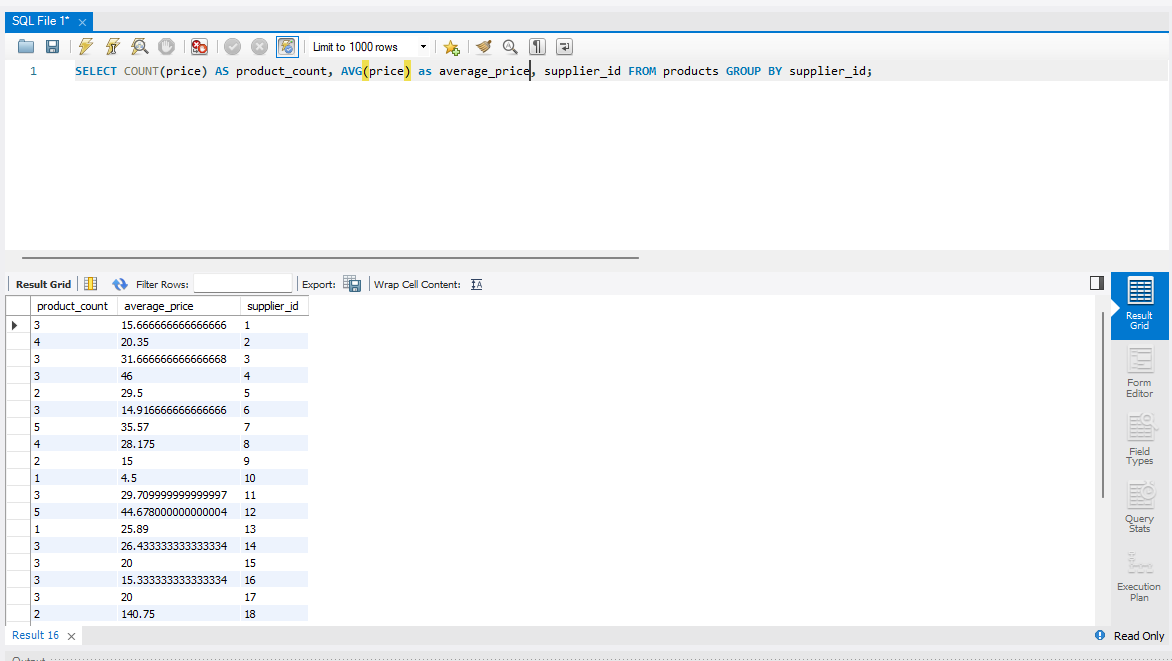 SQL File 1*
Limit to 1000 rows
1 SELECT COUNT(price) AS product_count, AVG(price) as average_price, supplier_id FROM products GROUP BY supplier_id;
Result Grid Filter Rows: Export: Wrap Cell Content:
product_count average_price supplier_id
3 15.666666666666666 1
4 20.35 2
3 31.666666666666668 3
3 46 4
2 29.5 5
3 14.916666666666666 6
5 35.57 7
4 28.175 8
2 15 9
1 4.5 10
3 29.709999999999997 11
5 44.678000000000004 12
1 25.89 13
3 26.433333333333334 14
3 20 15
3 15.333333333333334 16
3 20 17
2 140.75 18
Result
Grid
Form
Editor
Field
Types
Query
Stats
Execution
Plan
Result 16
Read Only
Output